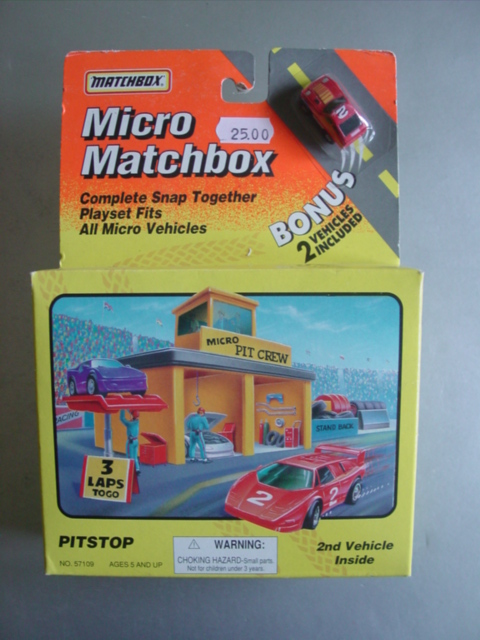 MATCHBOX
Micro
Matchbox
25.00
Complete Snap Together
Playset Fits
All Micro Vehicles
2
BONUS
2 VEHICLES
INCLUDED
MICRO
PIT CREW
RACING
STAND BACK
3
LAPS
TO GO
2
2
PITSTOP
NO. 57109 AGES 5 AND UP
WARNING:
CHOKING HAZARD-Small parts.
Not for children under 3 years.
2nd Vehicle
Inside